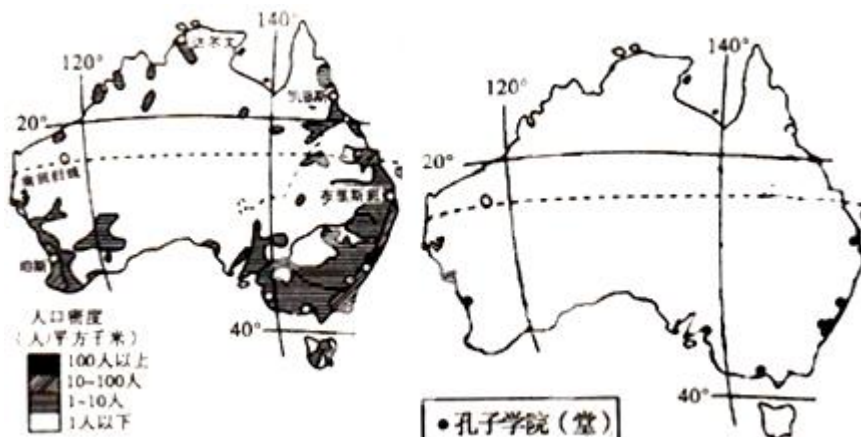 120°
140°
达尔文
凯恩斯
20°
南回归线
布里斯班
珀斯
40°
人口密度
(人/平方千米)
100人以上
10~100人
1~10人
1人以下
120°
140°
20°
40°
●孔子学院(堂)